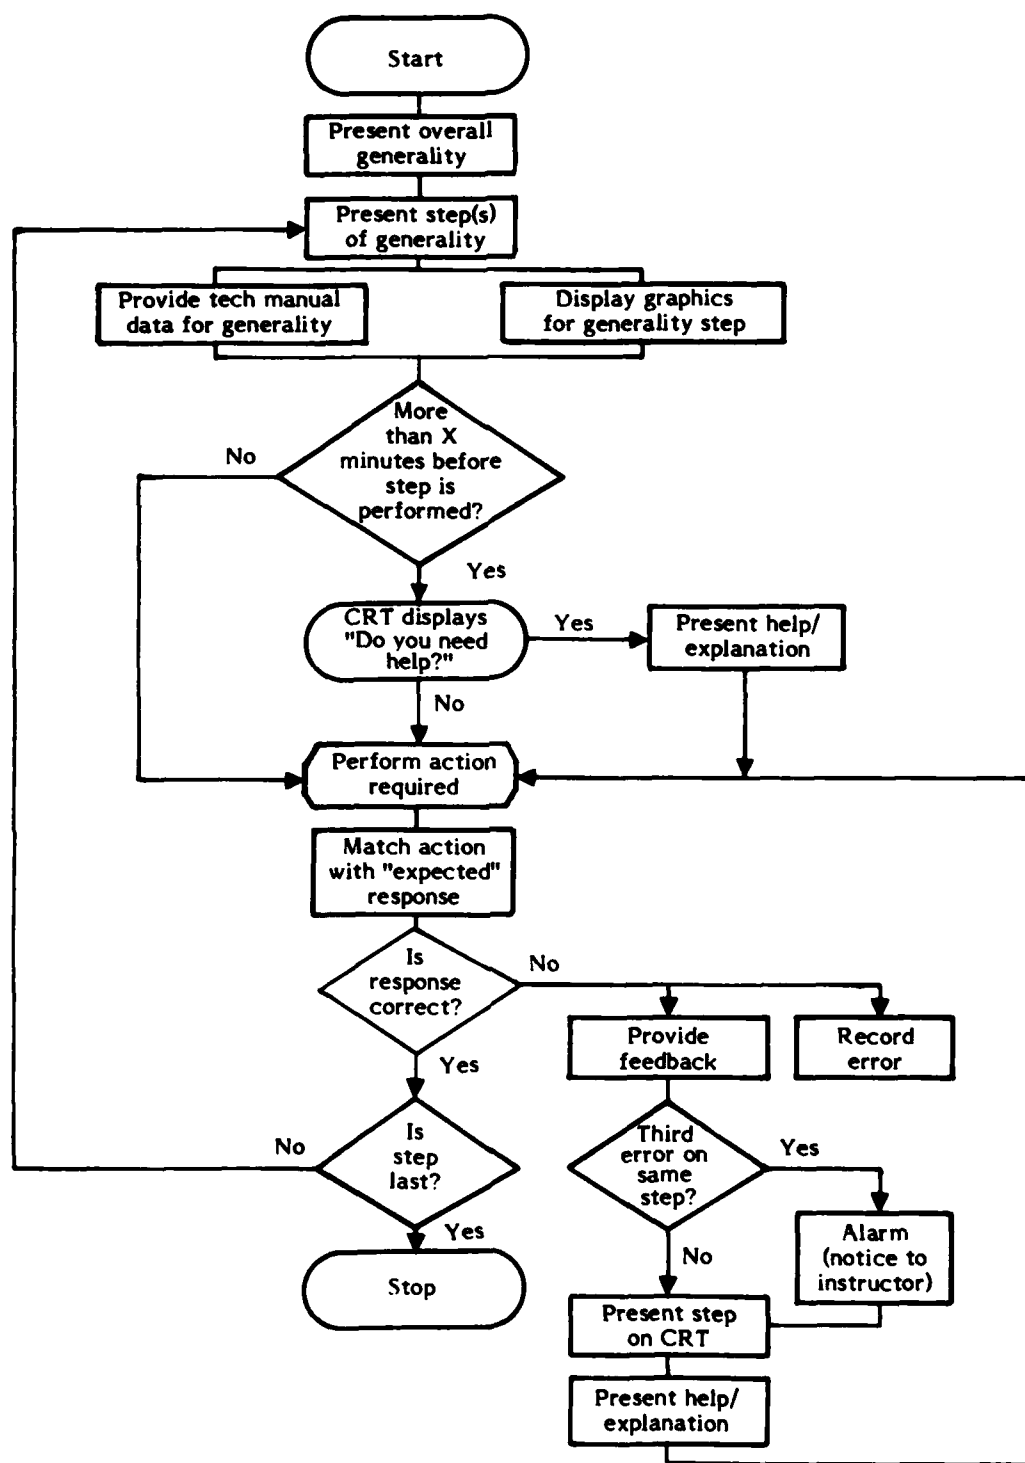 Start
Present overall
generality
Present step(s)
of generality
Provide tech manual
data for generality
Display graphics
for generality step
More
than X
minutes before
step is
performed?
No
Yes
CRT displays
"Do you need
help?"
Yes
Present help/
explanation
No
Perform action
required
Match action
with "expected"
response
Is
response
correct?
No
Yes
Provide
feedback
Record
error
Is
step
last?
No
Yes
Third
error on
same
step?
Yes
No
Alarm
(notice to
instructor)
Stop
Present step
on CRT
Present help/
explanation